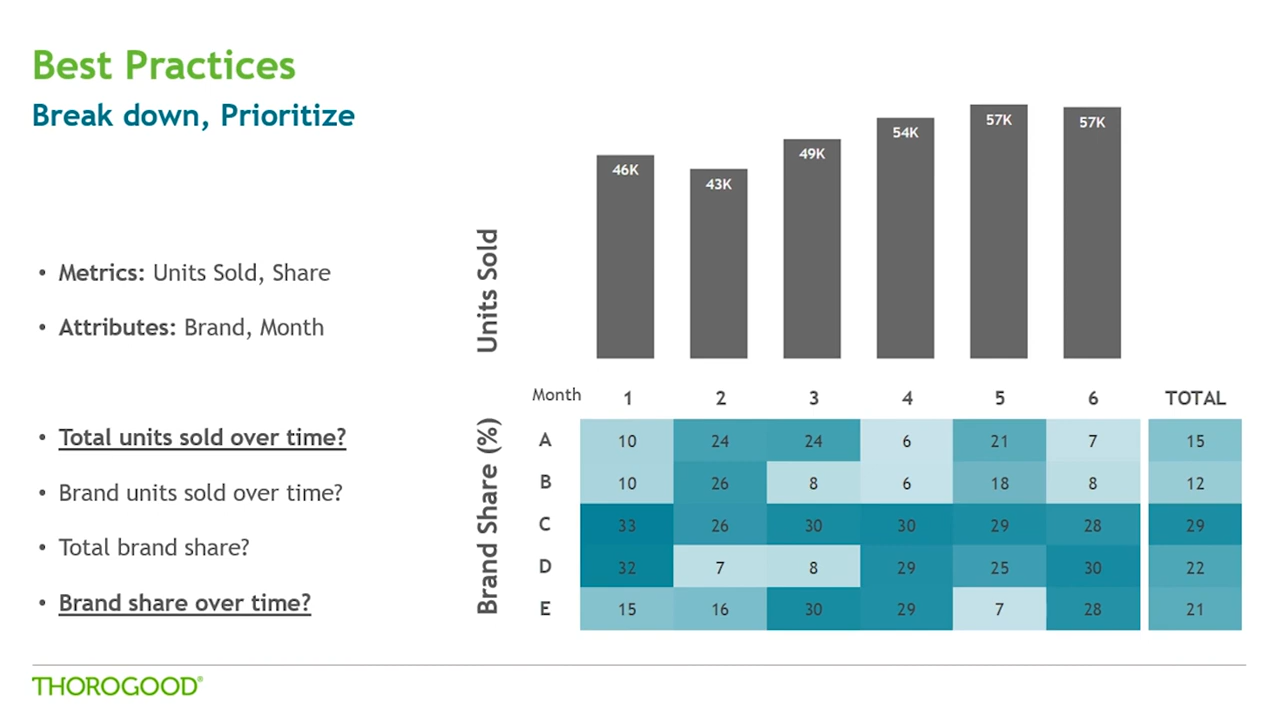 Best Practices
Break down, Prioritize
• Metrics: Units Sold, Share
• Attributes: Brand, Month
• Total units sold over time?
• Brand units sold over time?
• Total brand share?
• Brand share over time?
Units Sold
46K 43K 49K 54K 57K 57K
Month 1 2 3 4 5 6 TOTAL
Brand Share (%)
A 10 24 24 6 21 7 15
B 10 26 8 6 18 8 12
C 33 26 30 30 29 28 29
D 32 7 8 29 25 30 22
E 15 16 30 29 7 28 21
THOROGOOD®